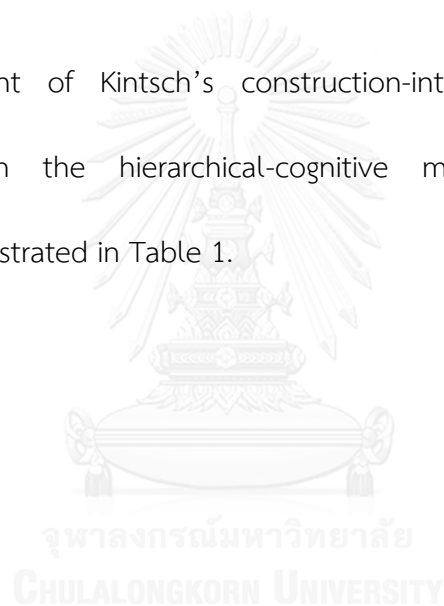 nt of Kintsch's construction-int
n the hierarchical-cognitive m
strated in Table 1.
จุฬาลงกรณ์มหาวิทยาลัย
CHULALONGKORN UNIVERSITY